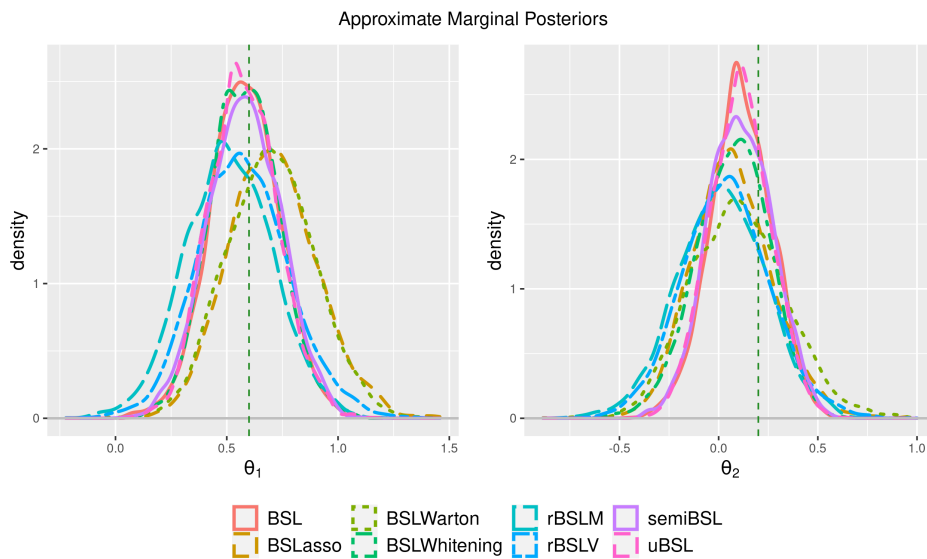 Approximate Marginal Posteriors
density
2
1
0
0.0 0.5 1.0 1.5
θ1
density
2
1
0
-0.5 0.0 0.5 1.0
θ2
BSL BSLWarton rBSLM semiBSL
BSLasso BSLWhitening rBSLV uBSL